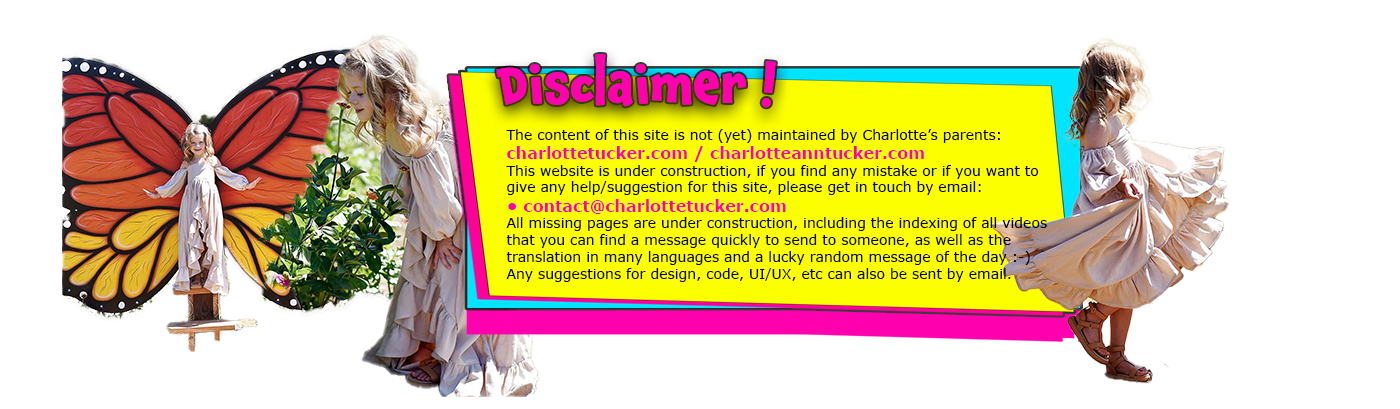 Disclaimer !
The content of this site is not (yet) maintained by Charlotte’s parents:
charlottetucker.com / charlotteanntucker.com
This website is under construction, if you find any mistake or if you want to
give any help/suggestion for this site, please get in touch by email:
• contact@charlottetucker.com
All missing pages are under construction, including the indexing of all videos
that you can find a message quickly to send to someone, as well as the
translation in many languages and a lucky random message of the day :-)
Any suggestions for design, code, UI/UX, etc can also be sent by email.